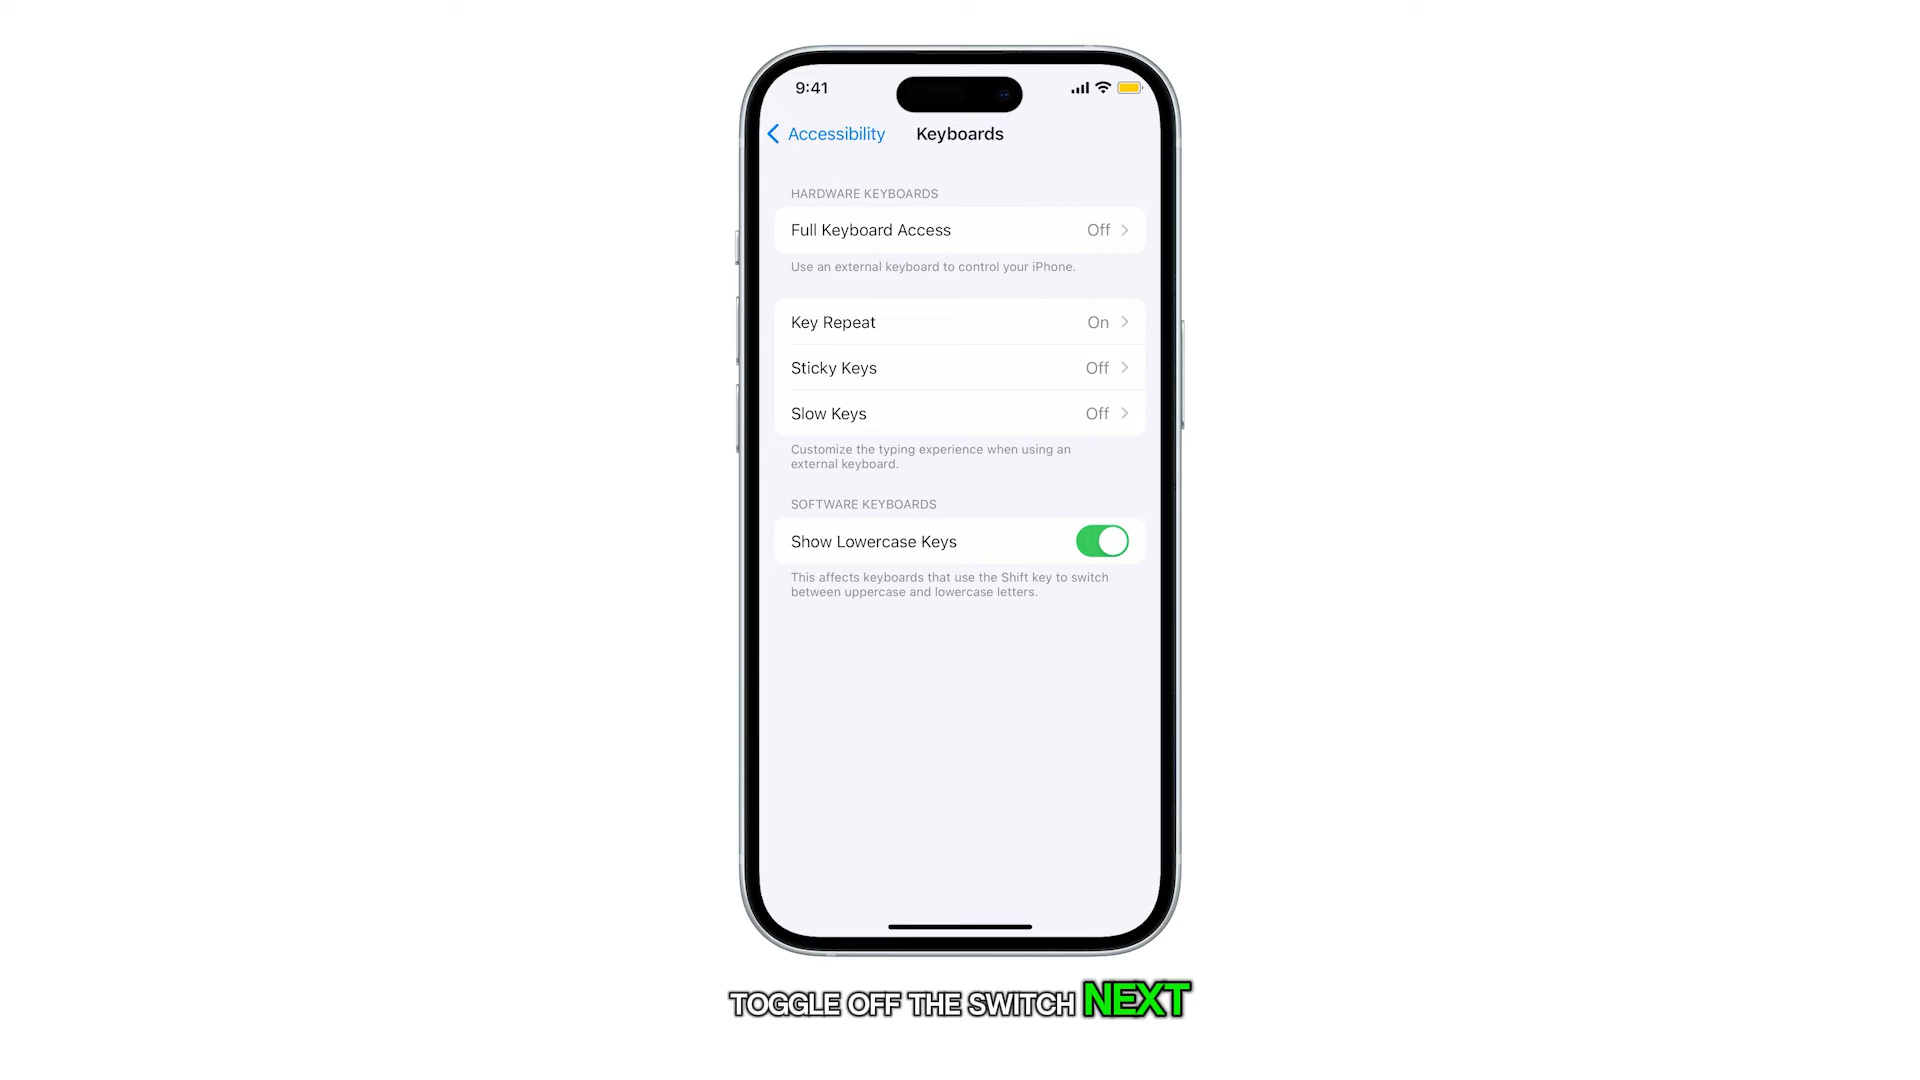 9:41
Accessibility Keyboards
HARDWARE KEYBOARDS
Full Keyboard Access Off
Use an external keyboard to control your iPhone.
Key Repeat On
Sticky Keys Off
Slow Keys Off
Customize the typing experience when using an
external keyboard.
SOFTWARE KEYBOARDS
Show Lowercase Keys
This affects keyboards that use the Shift key to switch
between uppercase and lowercase letters.
TOGGLE OFF THE SWITCH NEXT